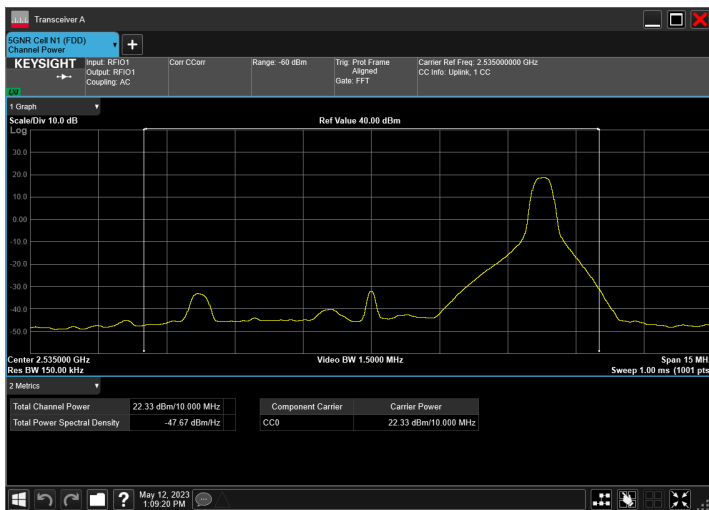 Transceiver A
5GNR Cell N1 (FDD)
Channel Power
KEYSIGHT
Input: RFIO1
Output: RFIO1
Coupling: AC
Corr CCorr
Range: -60 dBm
Trig: Prot Frame
Aligned
Gate: FFT
Carrier Ref Freq: 2.535000000 GHz
CC Info: Uplink, 1 CC
1 Graph
Scale/Div 10.0 dB
Ref Value 40.00 dBm
Log
30.0
20.0
10.0
0.00
-10.0
-20.0
-30.0
-40.0
-50.0
Center 2.535000 GHz
Video BW 1.5000 MHz
Span 15 MH
Res BW 150.00 kHz
Sweep 1.00 ms (1001 pts
2 Metrics
Total Channel Power 22.33 dBm/10.000 MHz
Total Power Spectral Density -47.67 dBm/Hz
Component Carrier Carrier Power
CC0 22.33 dBm/10.000 MHz
?
May 12, 2023
1:09:20 PM